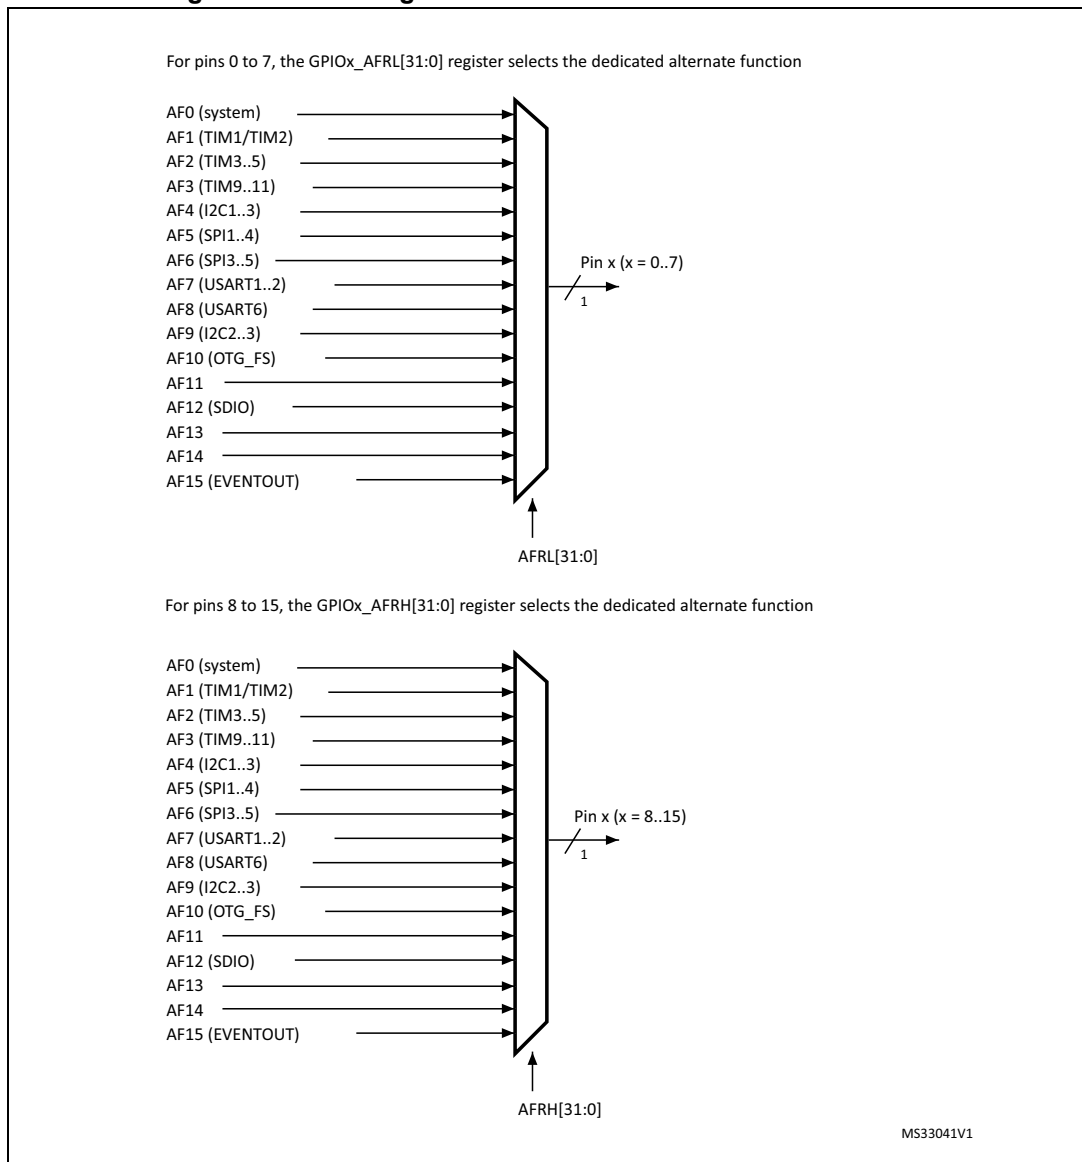 For pins 0 to 7, the GPIOx_AFRL[31:0] register selects the dedicated alternate function
AF0 (system)
AF1 (TIM1/TIM2)
AF2 (TIM3..5)
AF3 (TIM9..11)
AF4 (I2C1..3)
AF5 (SPI1..4)
AF6 (SPI3..5)
AF7 (USART1..2)
AF8 (USART6)
AF9 (I2C2..3)
AF10 (OTG_FS)
AF11
AF12 (SDIO)
AF13
AF14
AF15 (EVENTOUT)
Pin x (x = 0..7)
1
AFRL[31:0]
For pins 8 to 15, the GPIOx_AFRH[31:0] register selects the dedicated alternate function
AF0 (system)
AF1 (TIM1/TIM2)
AF2 (TIM3..5)
AF3 (TIM9..11)
AF4 (I2C1..3)
AF5 (SPI1..4)
AF6 (SPI3..5)
AF7 (USART1..2)
AF8 (USART6)
AF9 (I2C2..3)
AF10 (OTG_FS)
AF11
AF12 (SDIO)
AF13
AF14
AF15 (EVENTOUT)
Pin x (x = 8..15)
1
AFRH[31:0]
MS33041V1